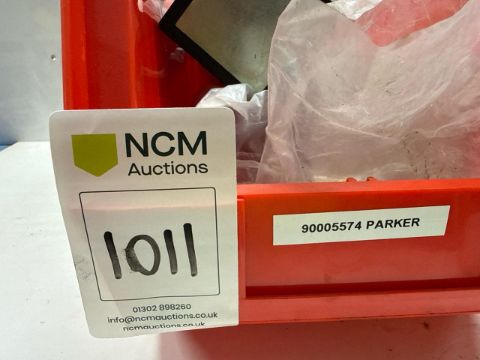 NCM
Auctions
1011
01302 898260
info@ncmauctions.co.uk
ncmauctions.co.uk
90005574 PARKER